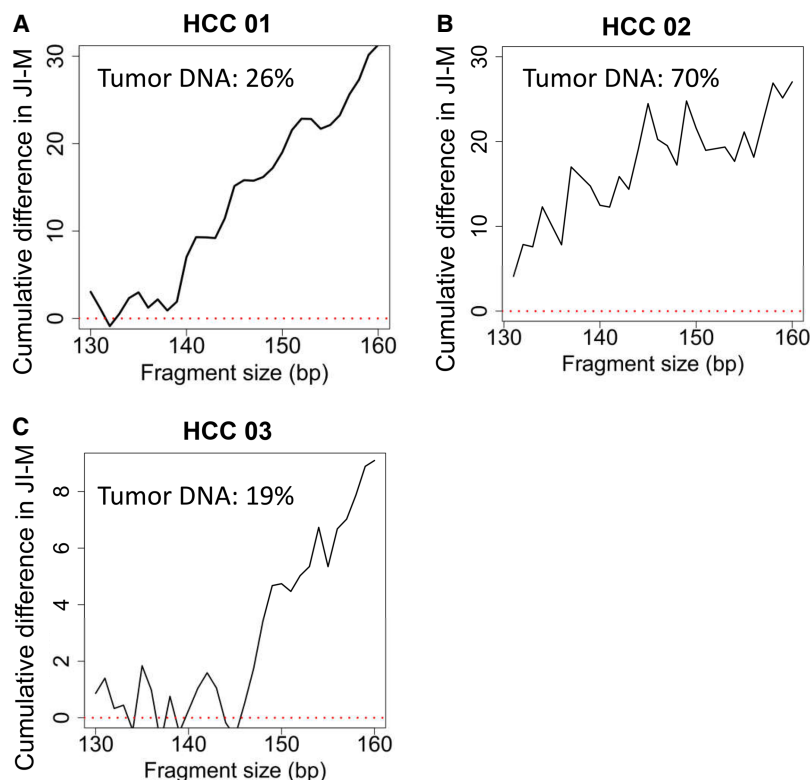 A
HCC 01
Cumulative difference in JI-M
Tumor DNA: 26%
30
20
10
0
130
140
150
160
Fragment size (bp)
B
HCC 02
Cumulative difference in JI-M
Tumor DNA: 70%
30
20
10
0
130
140
150
160
Fragment size (bp)
C
HCC 03
Cumulative difference in JI-M
Tumor DNA: 19%
8
6
4
2
0
130
140
150
160
Fragment size (bp)